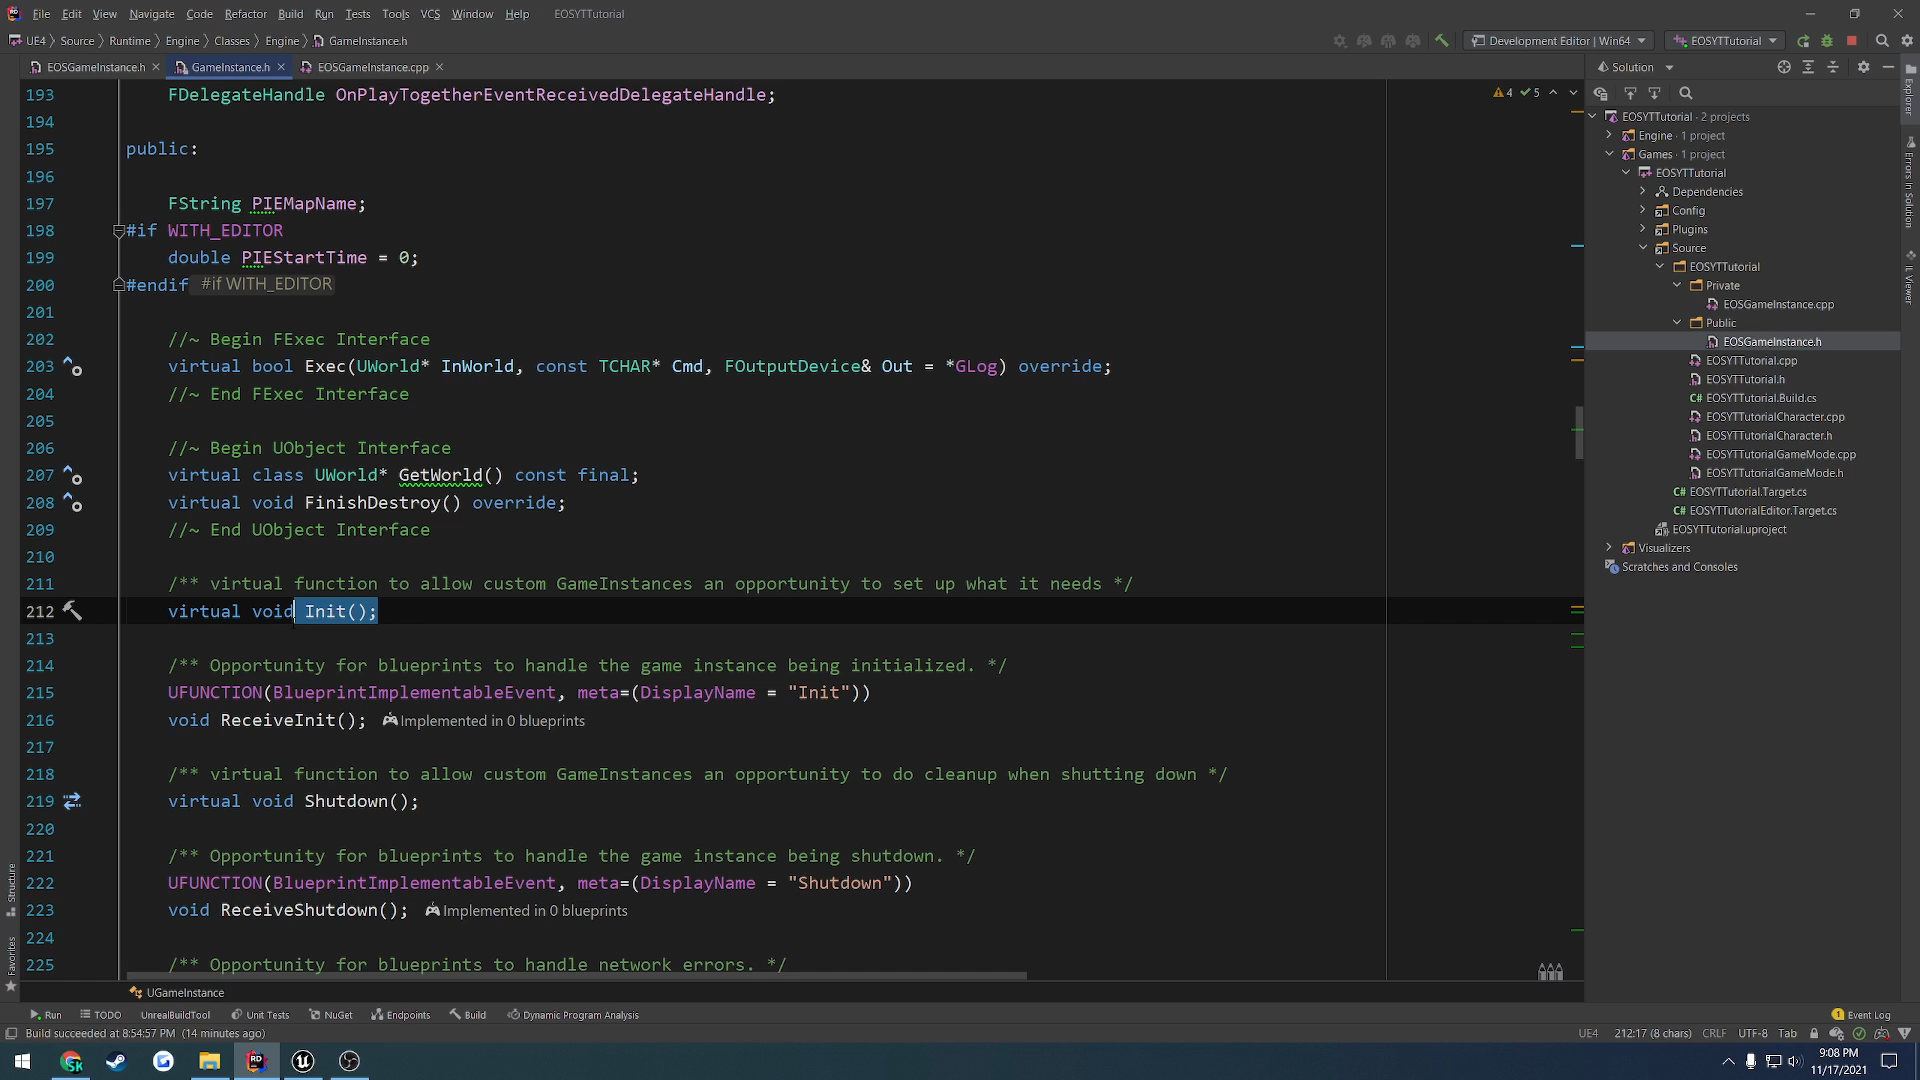 File Edit View Navigate Code Refactor Build Run Tests Tools VCS Window Help EOSYTTutorial
UE4 Source Runtime Engine Classes Engine GameInstance.h Development Editor | Win64 EOSYTTutorial
EOSGameInstance.h GameInstance.h EOSGameInstance.cpp Solution
193 FDelegateHandle OnPlayTogetherEventReceivedDelegateHandle; 4 5
194
195 public:
196
197 FString PIEMapName;
198 #if WITH_EDITOR
199 double PIEStartTime = 0;
200 #endif #if WITH_EDITOR
201
202 //~ Begin FExec Interface
203 virtual bool Exec(UWorld* InWorld, const TCHAR* Cmd, FOutputDevice& Out = *GLog) override;
204 //~ End FExec Interface
205
206 //~ Begin UObject Interface
207 virtual class UWorld* GetWorld() const final;
208 virtual void FinishDestroy() override;
209 //~ End UObject Interface
210
211 /** virtual function to allow custom GameInstances an opportunity to set up what it needs */
212 virtual void Init();
213
214 /** Opportunity for blueprints to handle the game instance being initialized. */
215 UFUNCTION(BlueprintImplementableEvent, meta=(DisplayName = "Init"))
216 void ReceiveInit(); Implemented in 0 blueprints
217
218 /** virtual function to allow custom GameInstances an opportunity to do cleanup when shutting down */
219 virtual void Shutdown();
220
221 /** Opportunity for blueprints to handle the game instance being shutdown. */
222 UFUNCTION(BlueprintImplementableEvent, meta=(DisplayName = "Shutdown"))
223 void ReceiveShutdown(); Implemented in 0 blueprints
224
225 /** Opportunity for blueprints to handle network errors. */
EOSYTTutorial · 2 projects
Engine · 1 project
Games · 1 project
EOSYTTutorial
Dependencies
Config
Plugins
Source
EOSYTTutorial
Private
EOSGameInstance.cpp
Public
EOSGameInstance.h
EOSYTTutorial.cpp
EOSYTTutorial.h
C# EOSYTTutorial.Build.cs
EOSYTTutorialCharacter.cpp
EOSYTTutorialCharacter.h
EOSYTTutorialGameMode.cpp
EOSYTTutorialGameMode.h
C# EOSYTTutorial.Target.cs
C# EOSYTTutorialEditor.Target.cs
EOSYTTutorial.uproject
Visualizers
Scratches and Consoles
Explorer
Errors In Solution
IL Viewer
Structure
Favorites
UGameInstance
Run TODO UnrealBuildTool Unit Tests NuGet Endpoints Build Dynamic Program Analysis 1 Event Log
Build succeeded at 8:54:57 PM (14 minutes ago) UE4 212:17 (8 chars) CRLF UTF-8 Tab
Sk RD 9:08 PM
11/17/2021